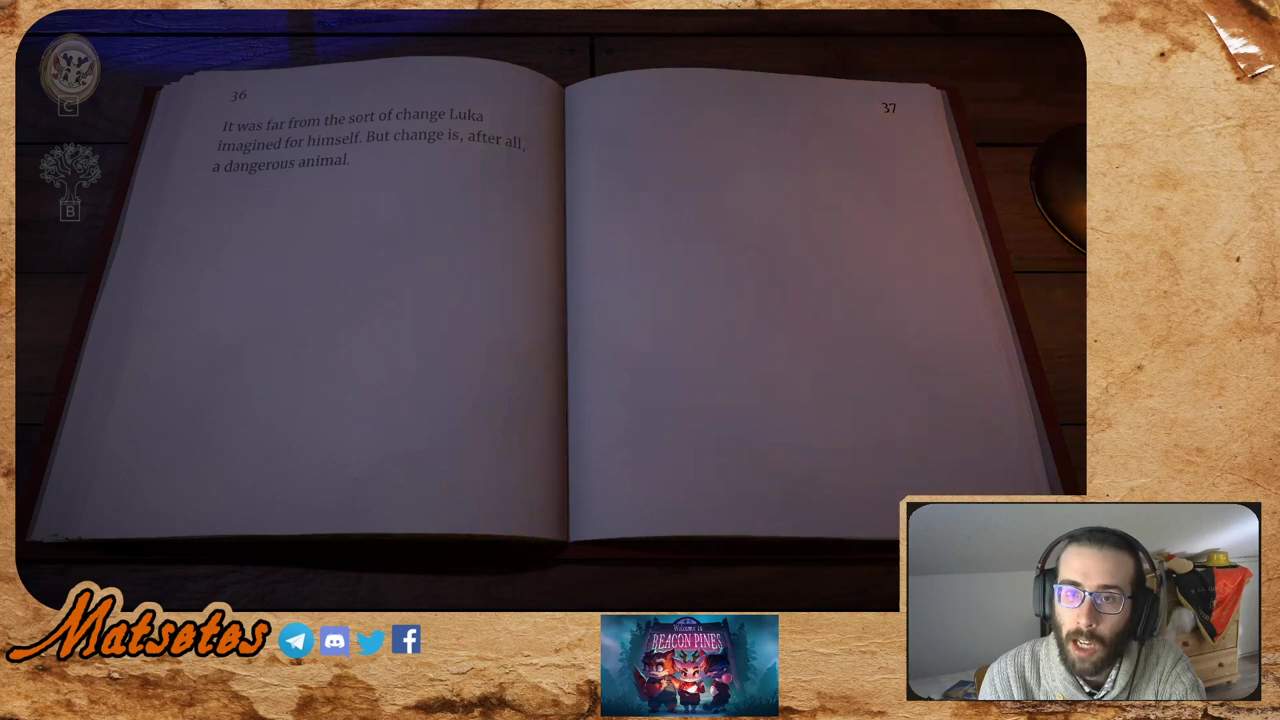 36
It was far from the sort of change Luka
imagined for himself. But change is, after all,
a dangerous animal.
37
C
B
Matsetes
Welcome to
BEACON PINES